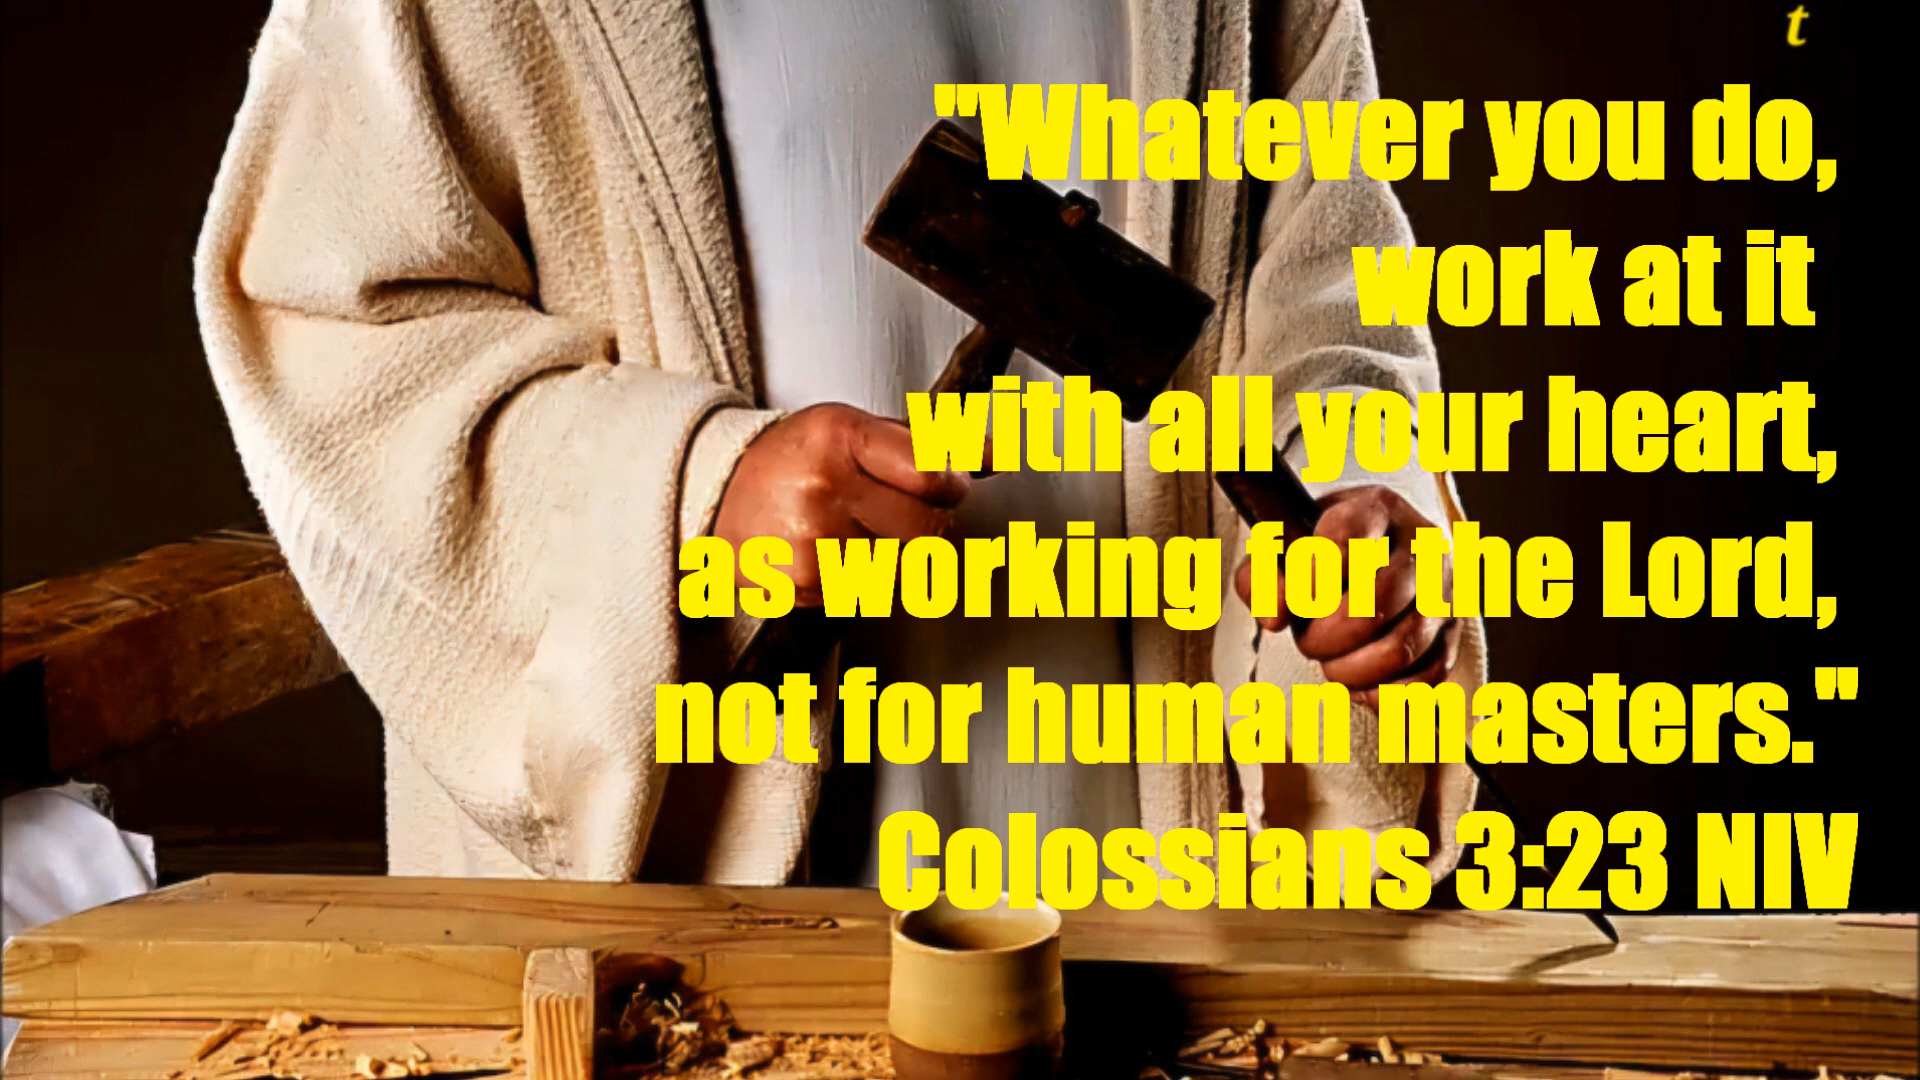 t
"Whatever you do,
work at it
with all your heart,
as working for the Lord,
not for human masters."
Colossians 3:23 NIV